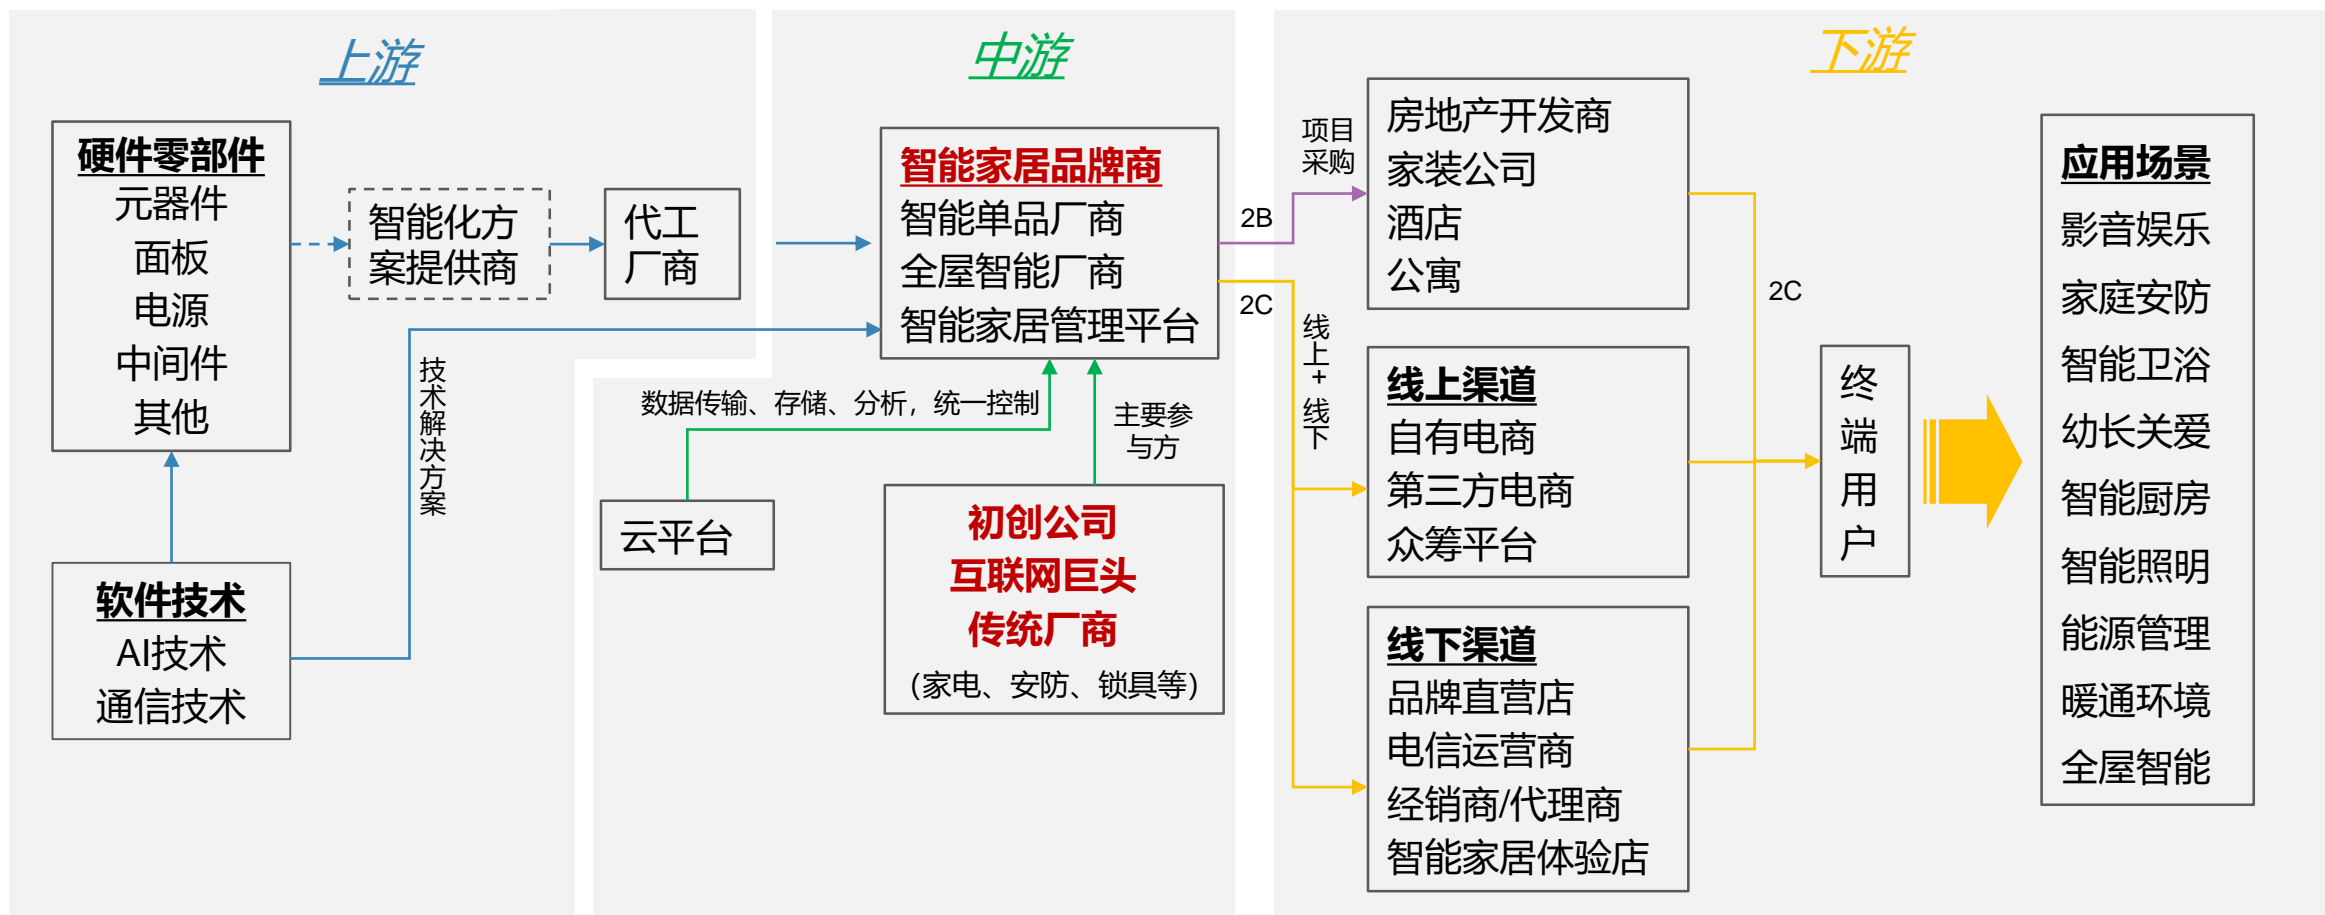 上游
硬件零部件
元器件
面板
电源
中间件
其他
智能化方
案提供商
代工
厂商
软件技术
AI技术
通信技术
技术解决方案
中游
智能家居品牌商
智能单品厂商
全屋智能厂商
智能家居管理平台
数据传输、存储、分析，统一控制
云平台
主要参
与方
初创公司
互联网巨头
传统厂商
（家电、安防、锁具等）
下游
2B
项目
采购
2C
线上+线下
房地产开发商
家装公司
酒店
公寓
线上渠道
自有电商
第三方电商
众筹平台
线下渠道
品牌直营店
电信运营商
经销商/代理商
智能家居体验店
2C
终
端
用
户
应用场景
影音娱乐
家庭安防
智能卫浴
幼长关爱
智能厨房
智能照明
能源管理
暖通环境
全屋智能